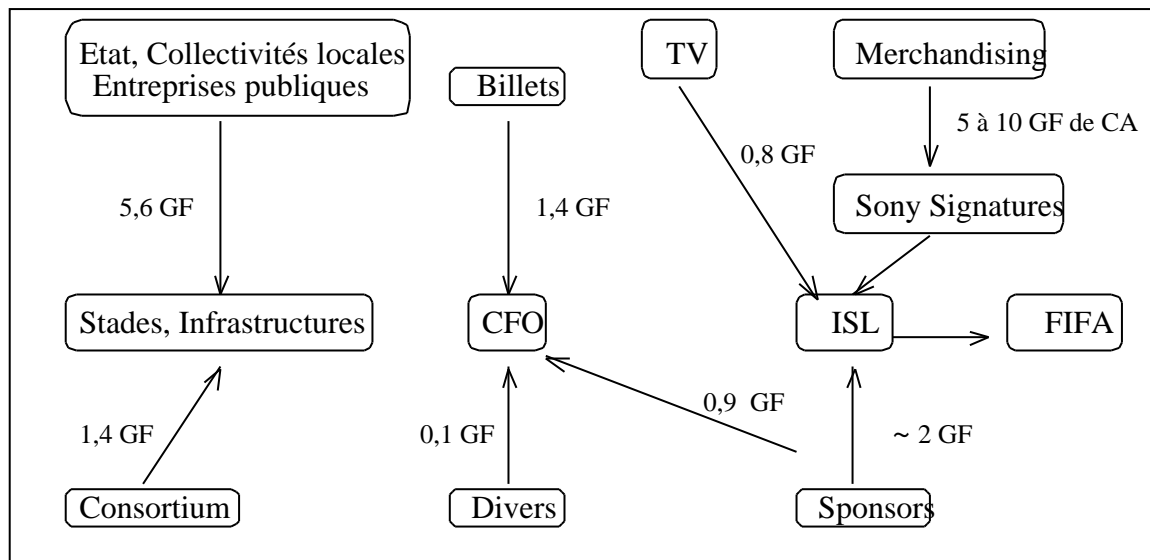 Etat, Collectivités locales
Entreprises publiques
Billets
TV
Merchandising
5,6 GF
1,4 GF
0,8 GF
5 à 10 GF de CA
Sony Signatures
Stades, Infrastructures
CFO
ISL
FIFA
1,4 GF
0,1 GF
0,9 GF
~ 2 GF
Consortium
Divers
Sponsors